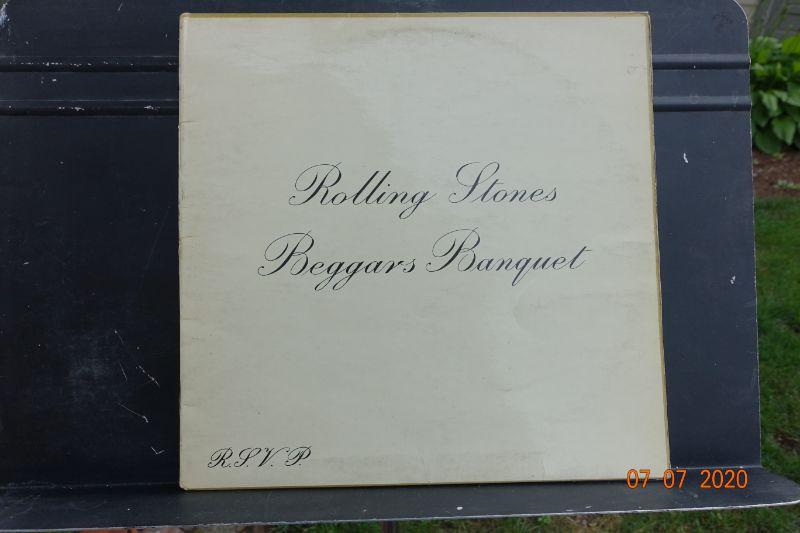 Rolling Stones
Beggars Banquet
R.S.V.P.
07 07 2020